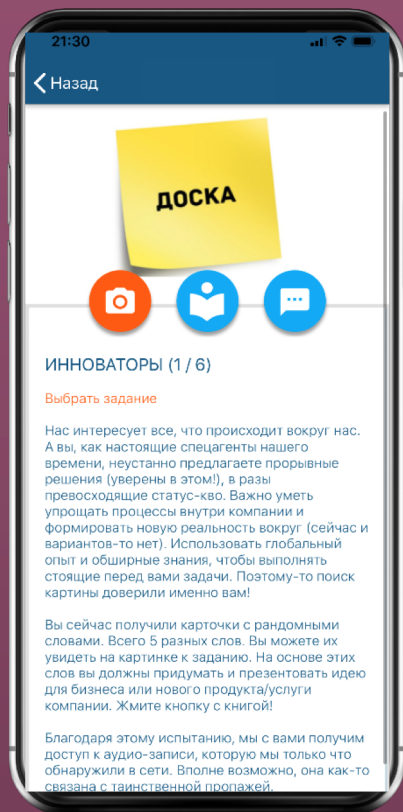 21:30
Назад
ДОСКА
ИННОВАТОРЫ (1 / 6)
Выбрать задание
Нас интересует все, что происходит вокруг нас.
А вы, как настоящие спецагенты нашего
времени, неустанно предлагаете прорывные
решения (уверены в этом!), в разы
превосходящие статус-кво. Важно уметь
упрощать процессы внутри компании и
формировать новую реальность вокруг (сейчас и
вариантов-то нет). Использовать глобальный
опыт и обширные знания, чтобы выполнять
стоящие перед вами задачи. Поэтому-то поиск
картины доверили именно вам!
Вы сейчас получили карточки с рандомными
словами. Всего 5 разных слов. Вы можете их
увидеть на картинке к заданию. На основе этих
слов вы должны придумать и презентовать идею
для бизнеса или нового продукта/услуги
компании. Жмите кнопку с книгой!
Благодаря этому испытанию, мы с вами получим
доступ к аудио-записи, которую мы только что
обнаружили в сети. Вполне возможно, она как-то
связана с таинственной пропажей.